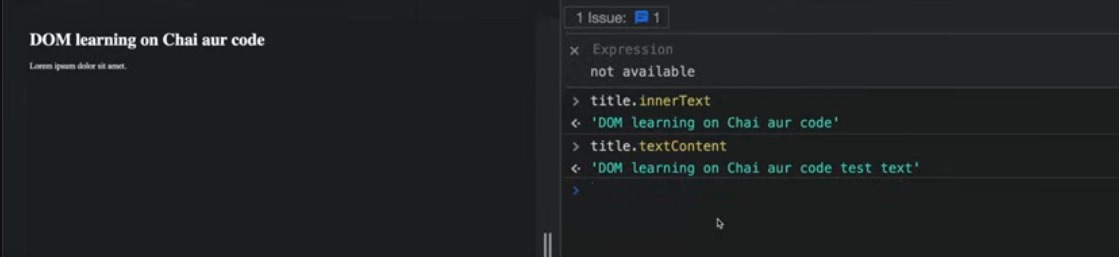 DOM learning on Chai aur code
Lorem ipsum dolor sit amet.
1 Issue: 1
× Expression
not available
> title.innerText
<· 'DOM learning on Chai aur code'
> title.textContent
<· 'DOM learning on Chai aur code test text'
>